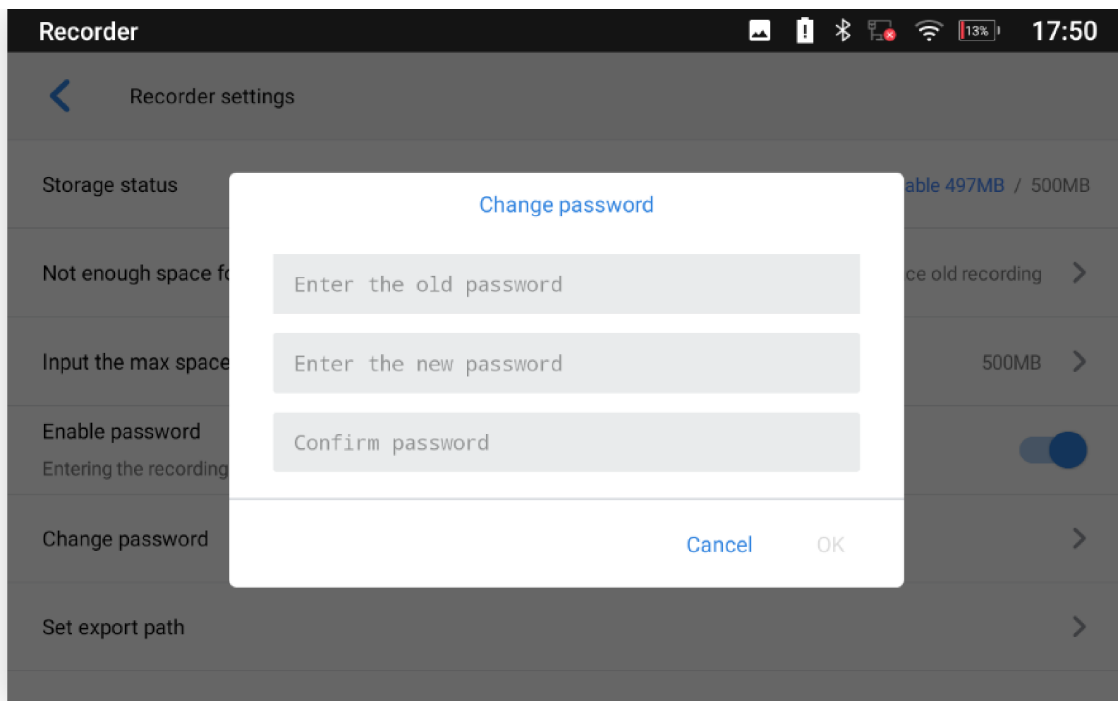 Recorder
13%
17:50
Recorder settings
Storage status
able 497MB / 500MB
Change password
Not enough space fo
ce old recording
Enter the old password
Input the max space
500MB
Enter the new password
Enable password
Entering the recording
Confirm password
Change password
Cancel
OK
Set export path